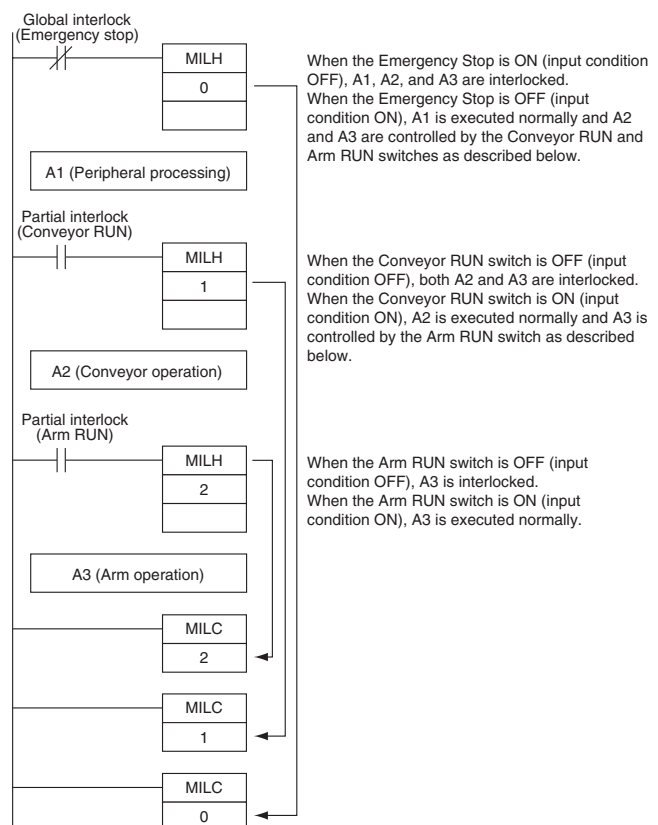 Global interlock
(Emergency stop)
MILH
0
When the Emergency Stop is ON (input condition
OFF), A1, A2, and A3 are interlocked.
When the Emergency Stop is OFF (input
condition ON), A1 is executed normally and A2
and A3 are controlled by the Conveyor RUN and
Arm RUN switches as described below.
A1 (Peripheral processing)
Partial interlock
(Conveyor RUN)
MILH
1
When the Conveyor RUN switch is OFF (input
condition OFF), both A2 and A3 are interlocked.
When the Conveyor RUN switch is ON (input
condition ON), A2 is executed normally and A3 is
controlled by the Arm RUN switch as described
below.
A2 (Conveyor operation)
Partial interlock
(Arm RUN)
MILH
2
When the Arm RUN switch is OFF (input
condition OFF), A3 is interlocked.
When the Arm RUN switch is ON (input
condition ON), A3 is executed normally.
A3 (Arm operation)
MILC
2
MILC
1
MILC
0